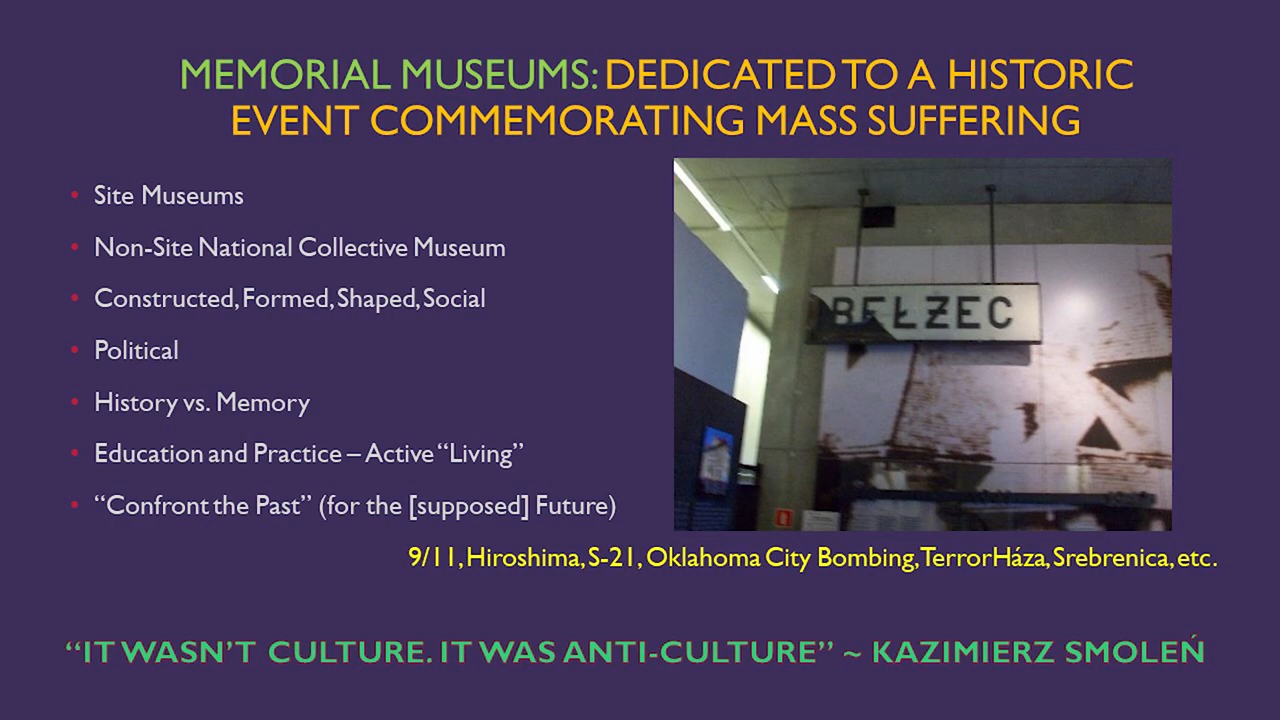 MEMORIAL MUSEUMS: DEDICATED TO A HISTORIC
EVENT COMMEMORATING MASS SUFFERING
• Site Museums
• Non-Site National Collective Museum
• Constructed, Formed, Shaped, Social
• Political
• History vs. Memory
• Education and Practice – Active “Living”
• “Confront the Past” (for the [supposed] Future)
BEŁŻEC
9/11, Hiroshima, S-21, Oklahoma City Bombing, TerrorHáza, Srebrenica, etc.
“IT WASN’T CULTURE. IT WAS ANTI-CULTURE” ~ KAZIMIERZ SMOLEŃ